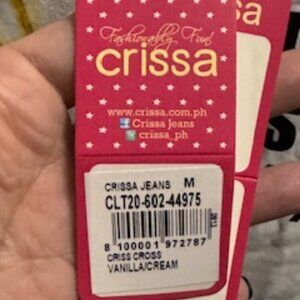 Fashionably Fun!
crissa
www.crissa.com.ph
Crissa Jeans
crissa_ph
CRISSA JEANS M
CLT20-602-44975
8 100001 972787
CRISS CROSS
VANILLA/CREAM